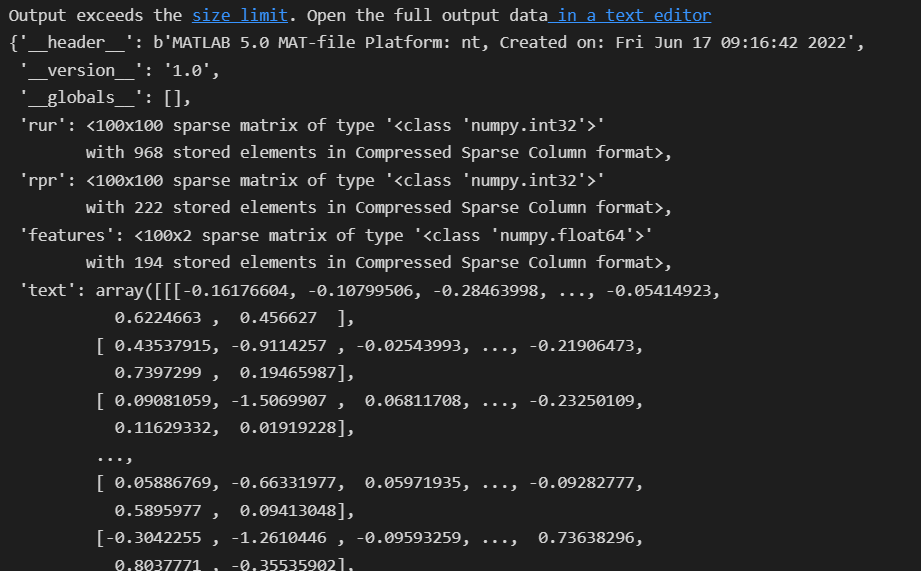 Output exceeds the size limit. Open the full output data in a text editor
{'__header__': b'MATLAB 5.0 MAT-file Platform: nt, Created on: Fri Jun 17 09:16:42 2022',
 '__version__': '1.0',
 '__globals__': [],
 'rur': <100x100 sparse matrix of type '<class 'numpy.int32'>'
        with 968 stored elements in Compressed Sparse Column format>,
 'rpr': <100x100 sparse matrix of type '<class 'numpy.int32'>'
        with 222 stored elements in Compressed Sparse Column format>,
 'features': <100x2 sparse matrix of type '<class 'numpy.float64'>'
        with 194 stored elements in Compressed Sparse Column format>,
 'text': array([[[-0.16176604, -0.10799506, -0.28463998, ..., -0.05414923,
           0.6224663 ,  0.456627  ],
         [ 0.43537915, -0.9114257 , -0.02543993, ..., -0.21906473,
           0.7397299 ,  0.19465987],
         [ 0.09081059, -1.5069907 ,  0.06811708, ..., -0.23250109,
           0.11629332,  0.01919228],
         ...,
         [ 0.05886769, -0.66331977,  0.05971935, ..., -0.09282777,
           0.5895977 ,  0.09413048],
         [-0.3042255 , -1.2610446 , -0.09593259, ...,  0.73638296,
           0.8037771 , -0.35535902],